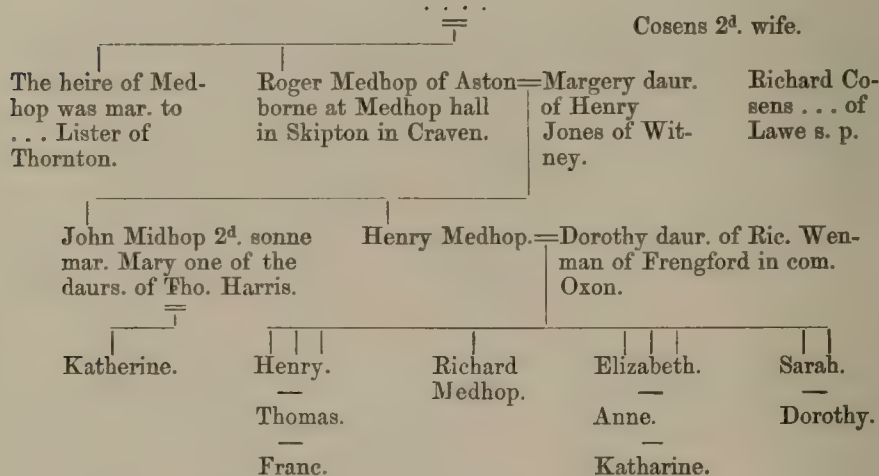 . . . .
Cosens 2d. wife.
The heire of Med-
hop was mar. to
. . . Lister of
Thornton.
Roger Medhop of Aston=
borne at Medhop hall
in Skipton in Craven.
Margery daur.
of Henry
Jones of Wit-
ney.
Richard Co-
sens . . . of
Lawe s. p.
John Midhop 2d. sonne
mar. Mary one of the
daurs. of Tho. Harris.
Henry Medhop.=
Dorothy daur. of Ric. Wen-
man of Frengford in com.
Oxon.
Katherine.
Henry.
Thomas.
Franc.
Richard
Medhop.
Elizabeth.
Anne.
Katharine.
Sarah.
Dorothy.